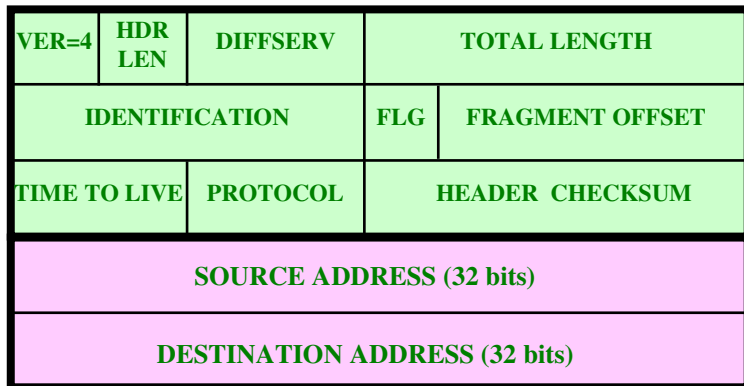 VER=4
HDR
LEN
DIFFSERV
TOTAL LENGTH
IDENTIFICATION
FLG
FRAGMENT OFFSET
TIME TO LIVE
PROTOCOL
HEADER CHECKSUM
SOURCE ADDRESS (32 bits)
DESTINATION ADDRESS (32 bits)